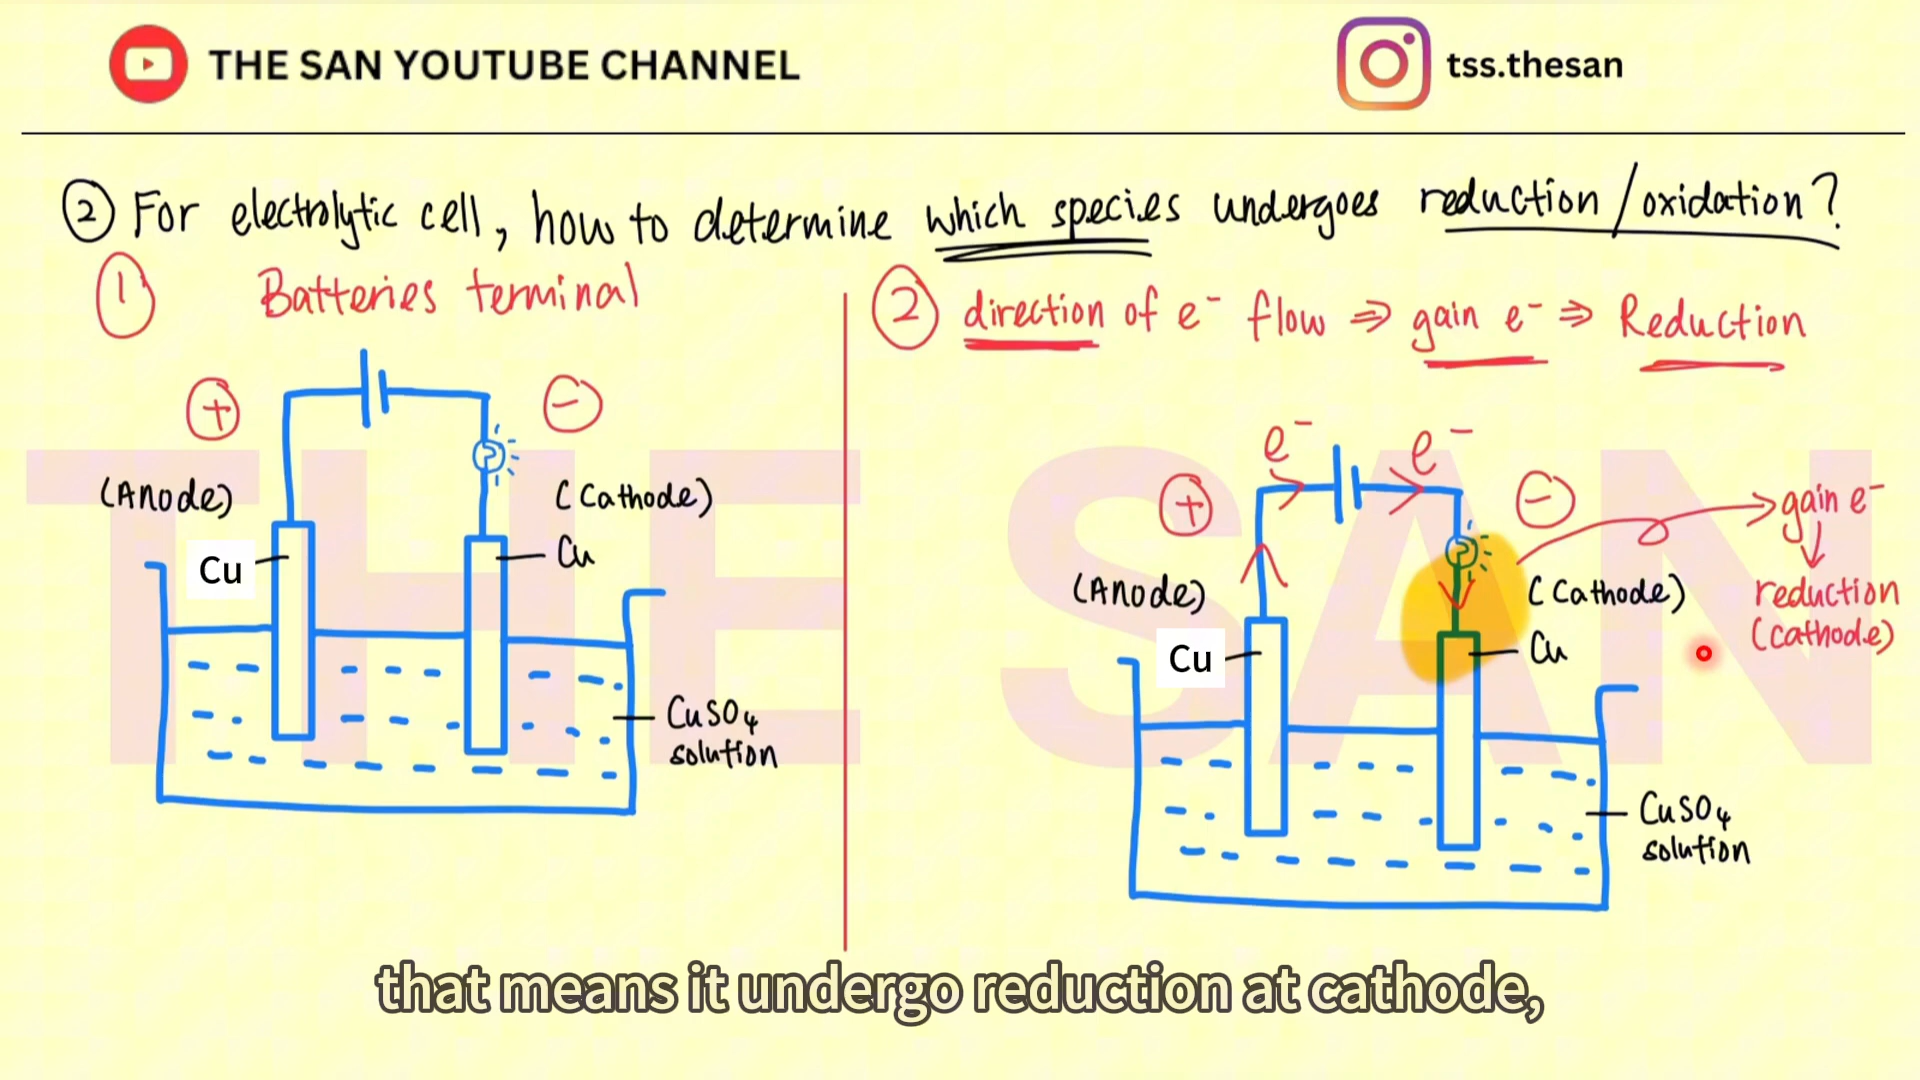 THE SAN YOUTUBE CHANNEL
tss.thesan
② For electrolytic cell, how to determine which species undergoes reduction / oxidation?
① Batteries terminal
+
−
(Anode)
(Cathode)
Cu
Cu
CuSO₄
solution
② direction of e⁻ flow ⇒ gain e⁻ ⇒ Reduction
e⁻
e⁻
+
−
gain e⁻
(Anode)
(Cathode)
reduction
(cathode)
Cu
Cu
CuSO₄
solution
THE SAN
that means it undergo reduction at cathode,